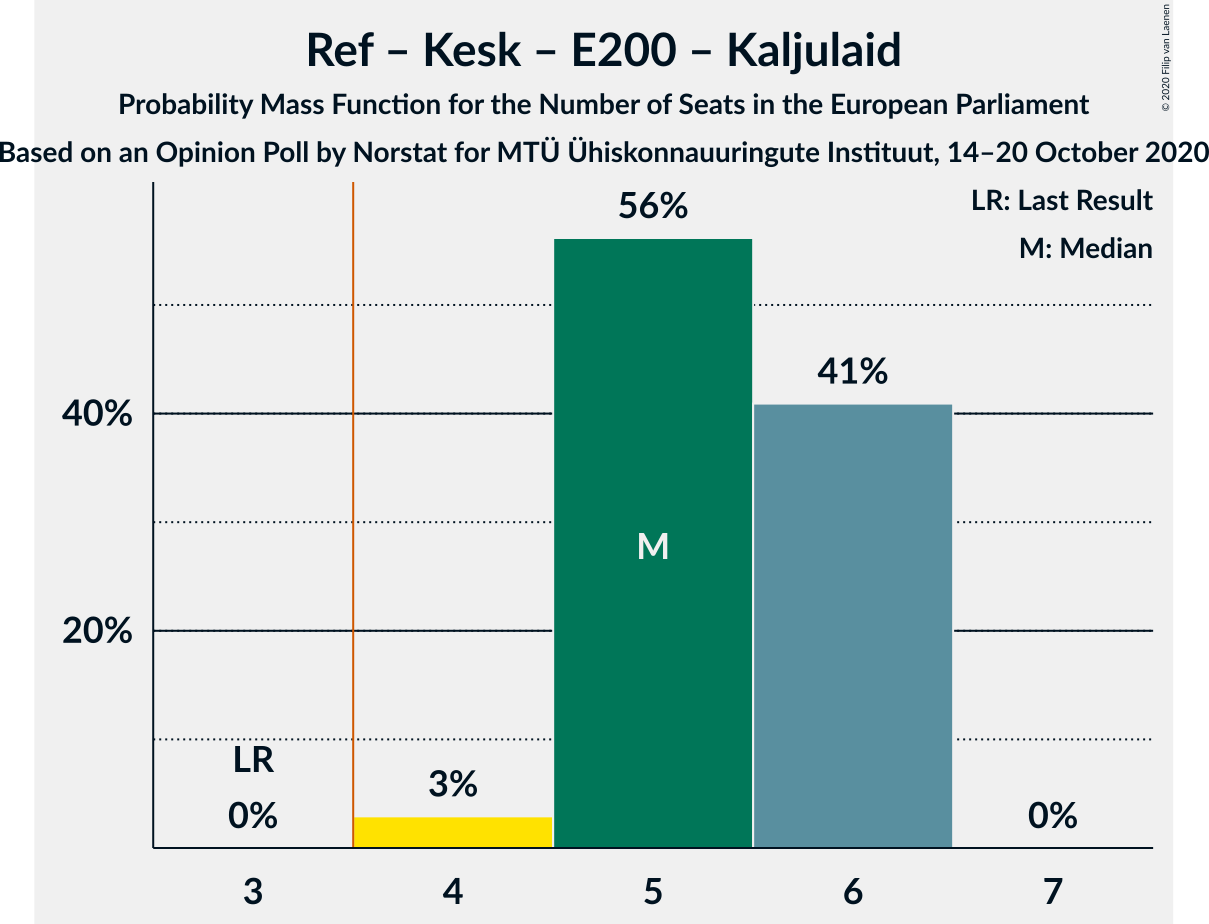 Ref – Kesk – E200 – Kaljulaid
Probability Mass Function for the Number of Seats in the European Parliament
Based on an Opinion Poll by Norstat for MTÜ Ühiskonnauuringute Instituut, 14–20 October 2020
© 2020 Filip van Laenen
LR: Last Result
M: Median
56%
41%
40%
M
20%
LR
3%
0%
0%
3 4 5 6 7